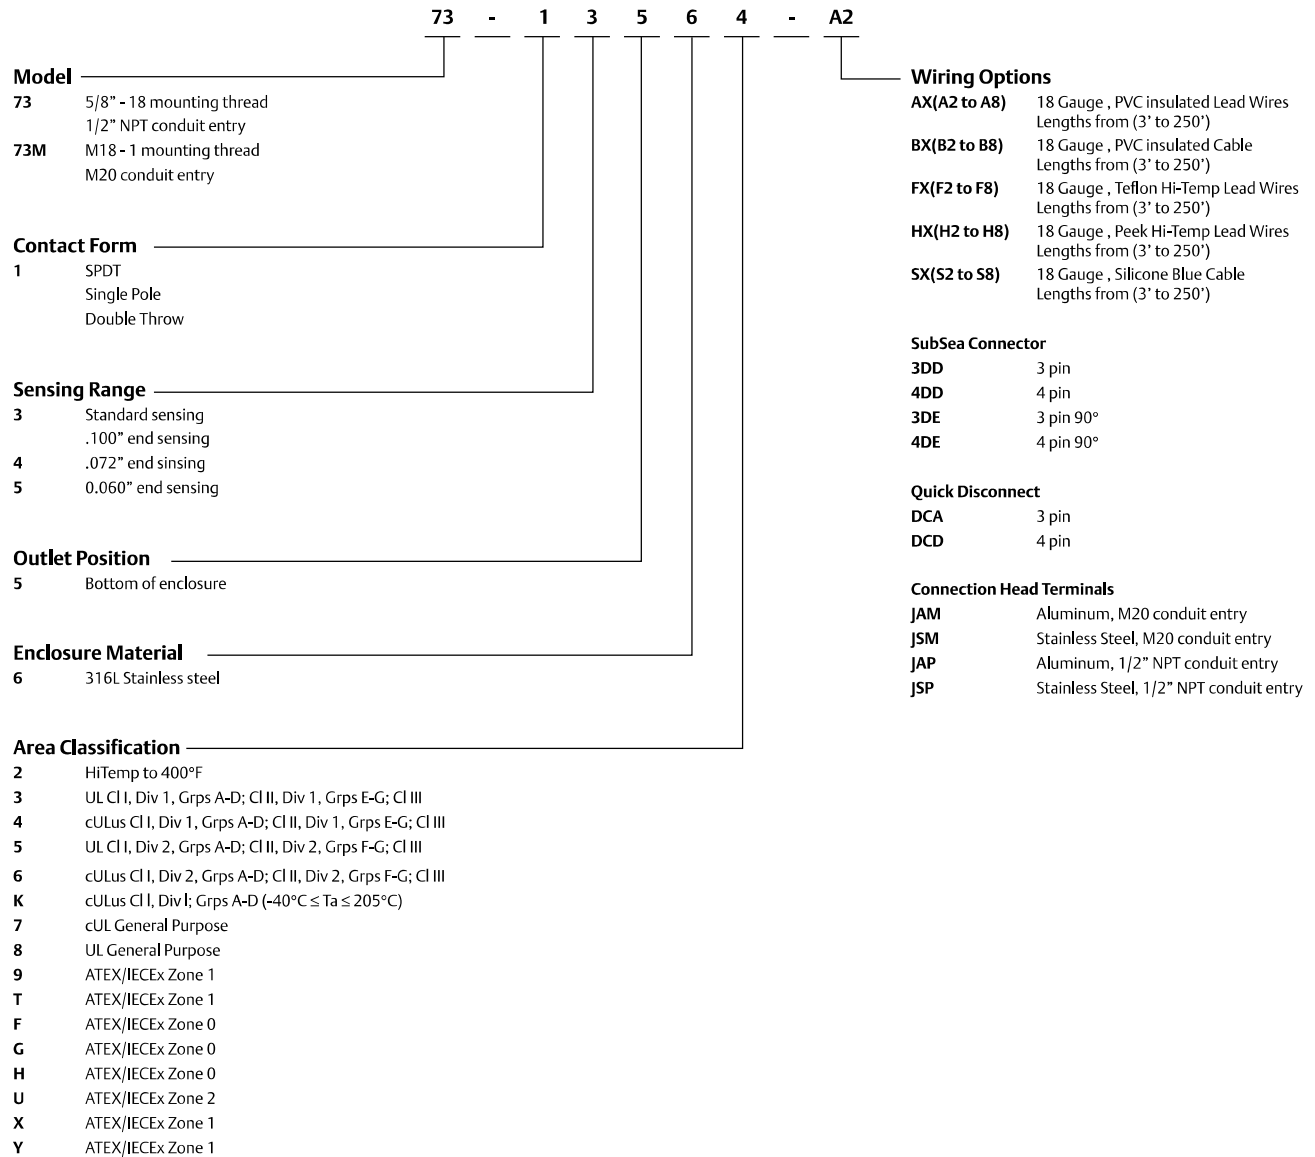 73 - 1 3 5 6 4 - A2
Model
73 5/8” - 18 mounting thread
1/2” NPT conduit entry
73M M18 - 1 mounting thread
M20 conduit entry
Contact Form
1 SPDT
Single Pole
Double Throw
Sensing Range
3 Standard sensing
.100” end sensing
4 .072” end sinsing
5 0.060” end sensing
Outlet Position
5 Bottom of enclosure
Enclosure Material
6 316L Stainless steel
Area Classification
2 HiTemp to 400°F
3 UL Cl I, Div 1, Grps A-D; Cl II, Div 1, Grps E-G; Cl III
4 cULus Cl I, Div 1, Grps A-D; Cl II, Div 1, Grps E-G; Cl III
5 UL Cl I, Div 2, Grps A-D; Cl II, Div 2, Grps F-G; Cl III
6 cULus Cl I, Div 2, Grps A-D; Cl II, Div 2, Grps F-G; Cl III
K cULus Cl l, Div l; Grps A-D (-40°C ≤ Ta ≤ 205°C)
7 cUL General Purpose
8 UL General Purpose
9 ATEX/IECEx Zone 1
T ATEX/IECEx Zone 1
F ATEX/IECEx Zone 0
G ATEX/IECEx Zone 0
H ATEX/IECEx Zone 0
U ATEX/IECEx Zone 2
X ATEX/IECEx Zone 1
Y ATEX/IECEx Zone 1
Wiring Options
AX(A2 to A8) 18 Gauge , PVC insulated Lead Wires
Lengths from (3’ to 250’)
BX(B2 to B8) 18 Gauge , PVC insulated Cable
Lengths from (3’ to 250’)
FX(F2 to F8) 18 Gauge , Teflon Hi-Temp Lead Wires
Lengths from (3’ to 250’)
HX(H2 to H8) 18 Gauge , Peek Hi-Temp Lead Wires
Lengths from (3’ to 250’)
SX(S2 to S8) 18 Gauge , Silicone Blue Cable
Lengths from (3’ to 250’)
SubSea Connector
3DD 3 pin
4DD 4 pin
3DE 3 pin 90°
4DE 4 pin 90°
Quick Disconnect
DCA 3 pin
DCD 4 pin
Connection Head Terminals
JAM Aluminum, M20 conduit entry
JSM Stainless Steel, M20 conduit entry
JAP Aluminum, 1/2” NPT conduit entry
JSP Stainless Steel, 1/2” NPT conduit entry